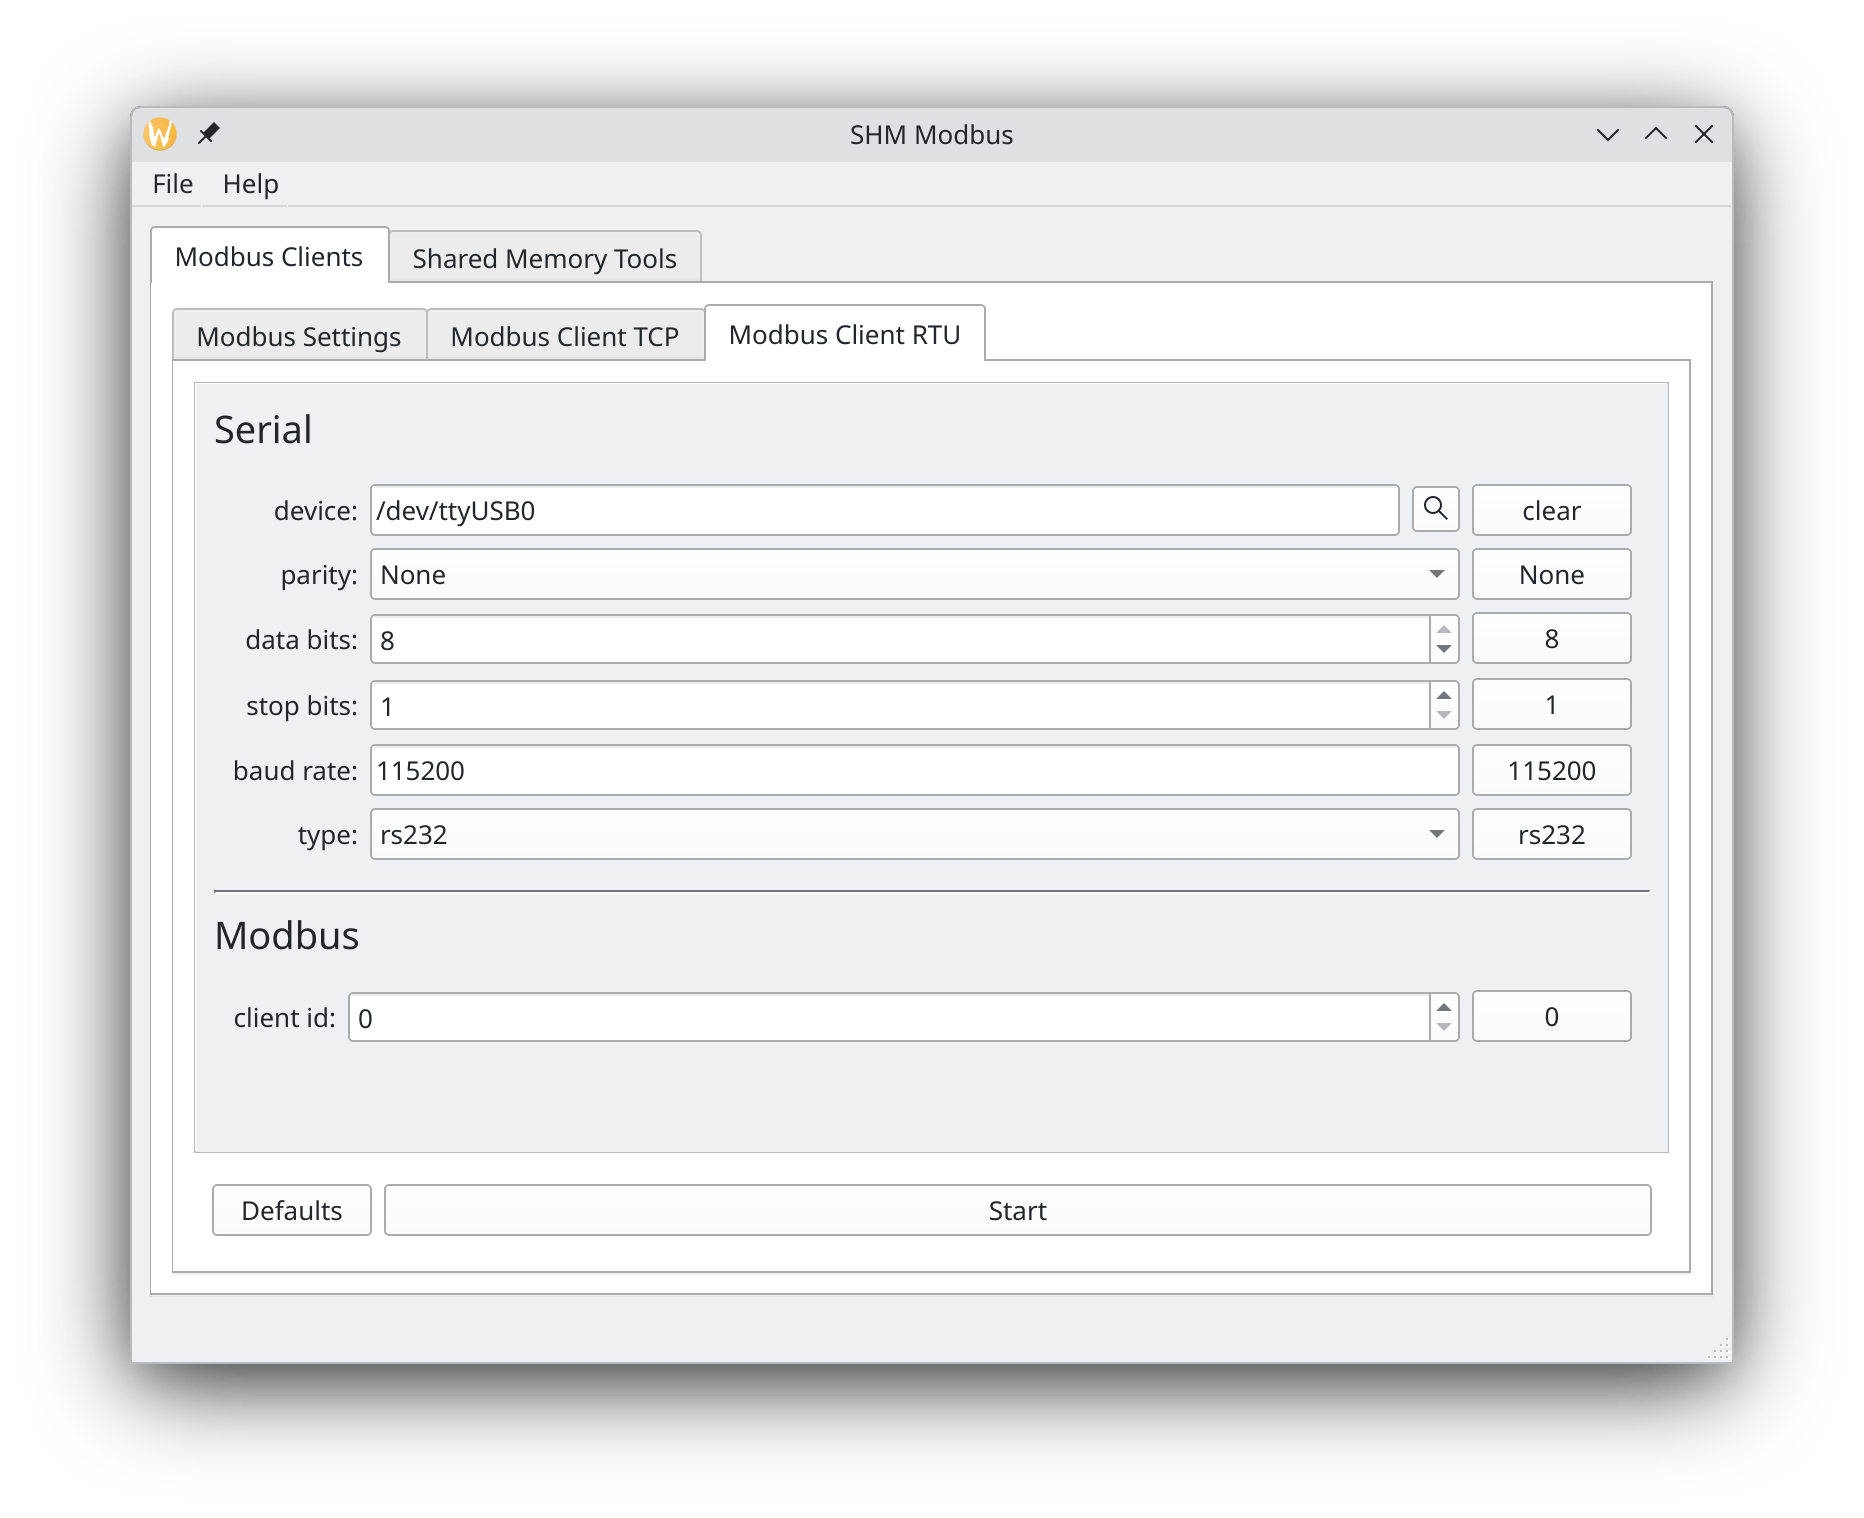 W
SHM Modbus
File Help
Modbus Clients Shared Memory Tools
Modbus Settings Modbus Client TCP Modbus Client RTU
Serial
device: /dev/ttyUSB0 clear
parity: None None
data bits: 8 8
stop bits: 1 1
baud rate: 115200 115200
type: rs232 rs232
Modbus
client id: 0 0
Defaults Start